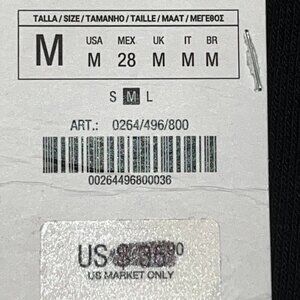 TALLA / SIZE / TAMANHO / TAILLE / MAAT / ΜΕΓΕΘΟΣ
M
USA MEX UK IT BR
M 28 M M M
S M L
ART.: 0264/496/800
00264496800036
US $
US MARKET ONLY